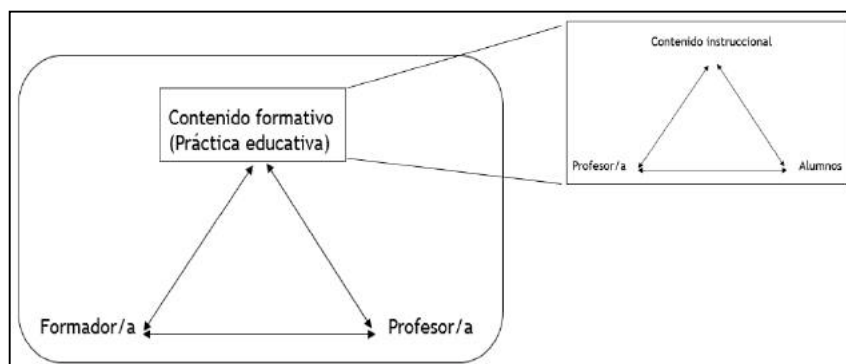 Contenido formativo
(Práctica educativa)
Formador/a
Profesor/a
Contenido instruccional
Profesor/a
Alumnos